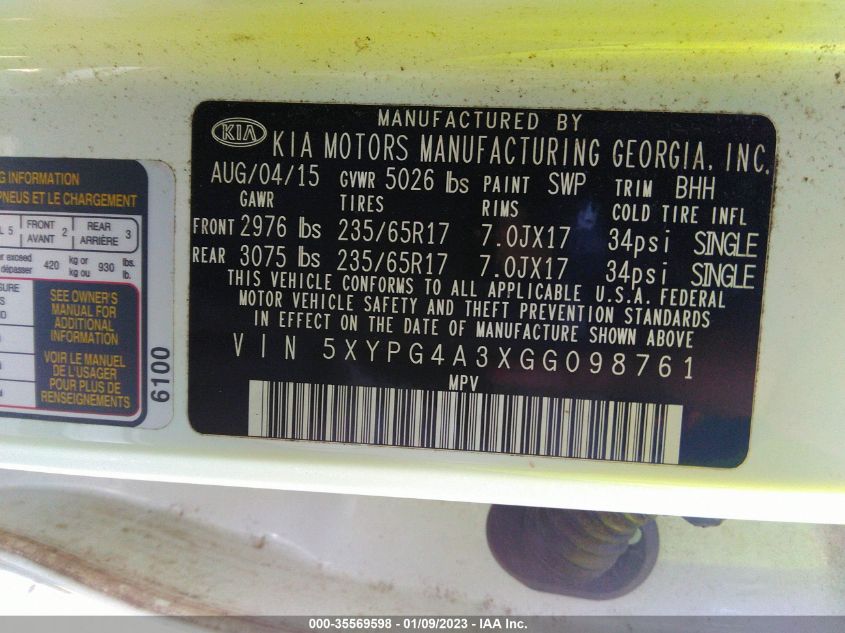 MANUFACTURED BY
KIA KIA MOTORS MANUFACTURING GEORGIA, INC.
AUG/04/15 GVWR 5026 lbs PAINT SWP TRIM BHH
GAWR TIRES RIMS COLD TIRE INFL
FRONT 2976 lbs 235/65R17 7.0JX17 34psi SINGLE
REAR 3075 lbs 235/65R17 7.0JX17 34psi SINGLE
THIS VEHICLE CONFORMS TO ALL APPLICABLE U.S.A. FEDERAL
MOTOR VEHICLE SAFETY AND THEFT PREVENTION STANDARDS
IN EFFECT ON THE DATE OF MANUFACTURE SHOWN ABOVE
VIN 5XYPG4A3XGG098761
MPV
INFORMATION
PNEUS ET LE CHARGEMENT
5 FRONT 2 REAR 3
AVANT ARRIÈRE
exceed 420 kg or 930 lbs.
dépasser kg ou lb.
SEE OWNER'S
MANUAL FOR
ADDITIONAL
INFORMATION
VOIR LE MANUEL
DE L'USAGER
POUR PLUS DE
RENSEIGNEMENTS
6100
000-35569598 - 01/09/2023 - IAA Inc.